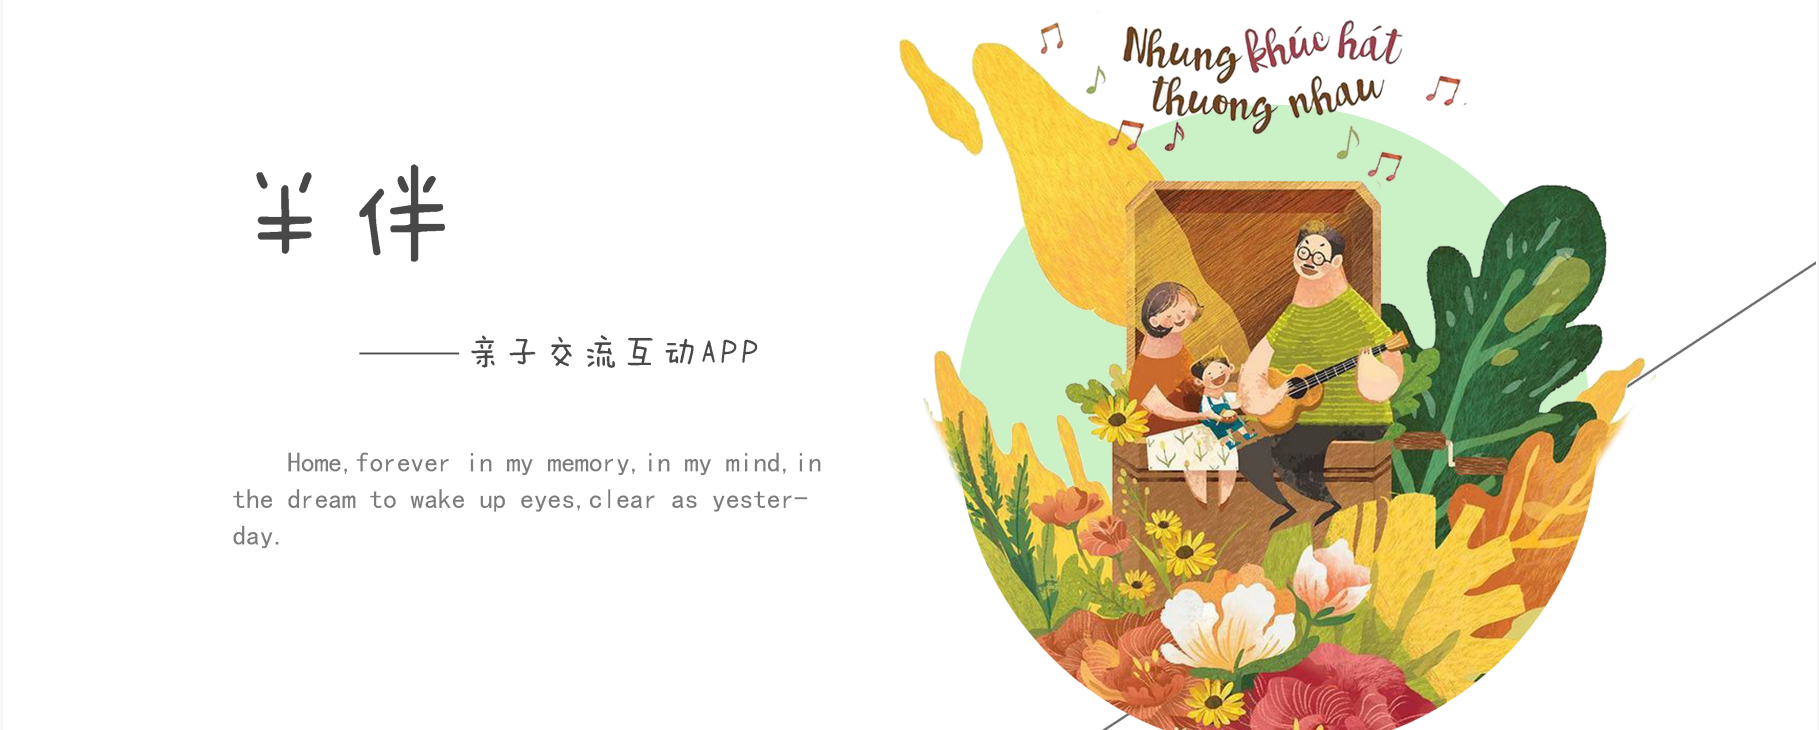 半 伴
——亲子交流互动APP
Home,forever in my memory,in my mind,in
the dream to wake up eyes,clear as yester-
day.
Nhung khúc hát
thuong nhau